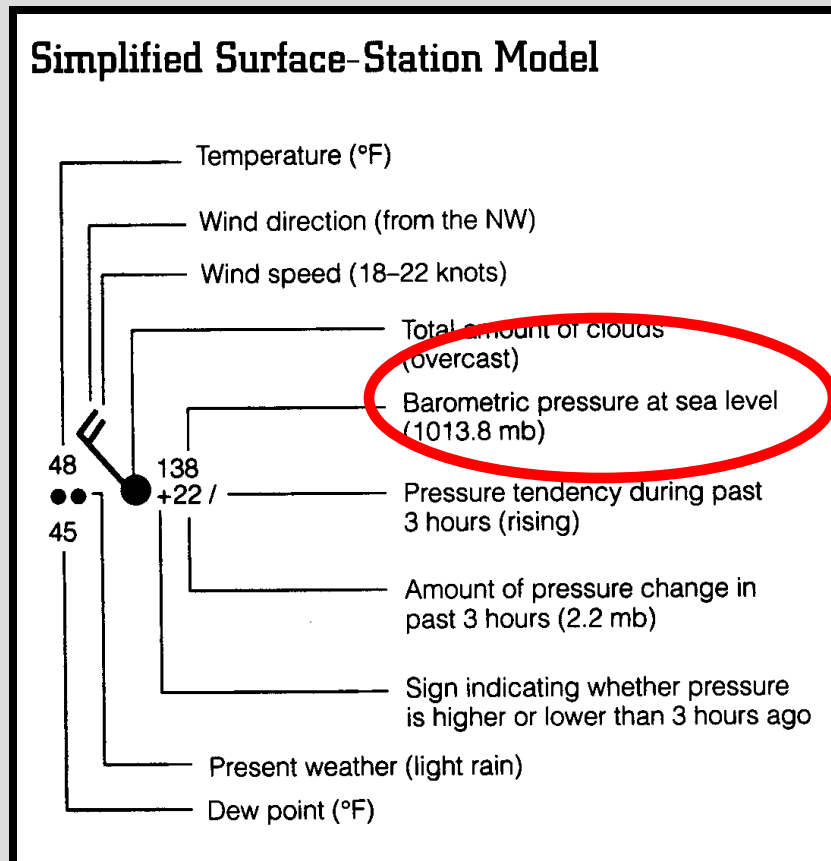 Simplified Surface-Station Model
Temperature (°F)
Wind direction (from the NW)
Wind speed (18–22 knots)
Total amount of clouds
(overcast)
Barometric pressure at sea level
(1013.8 mb)
48
138
+22 /
45
Pressure tendency during past
3 hours (rising)
Amount of pressure change in
past 3 hours (2.2 mb)
Sign indicating whether pressure
is higher or lower than 3 hours ago
Present weather (light rain)
Dew point (°F)